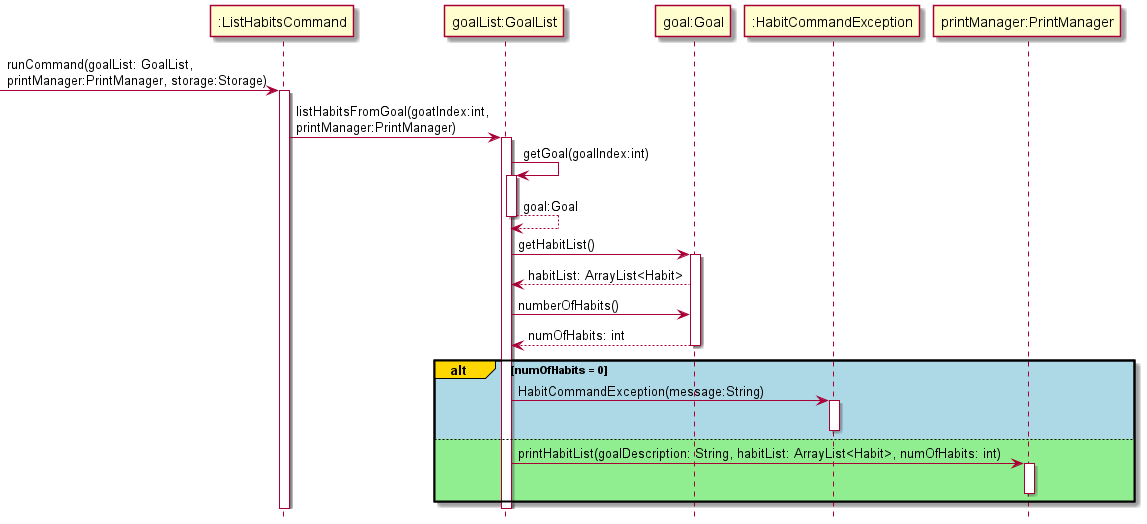 :ListHabitsCommand
goalList:GoalList
goal:Goal
:HabitCommandException
printManager:PrintManager
runCommand(goalList: GoalList,
printManager:PrintManager, storage:Storage)
listHabitsFromGoal(goatIndex:int,
printManager:PrintManager)
getGoal(goalIndex:int)
goal:Goal
getHabitList()
habitList: ArrayList<Habit>
numberOfHabits()
numOfHabits: int
alt [numOfHabits = 0]
HabitCommandException(message:String)
printHabitList(goalDescription: String, habitList: ArrayList<Habit>, numOfHabits: int)